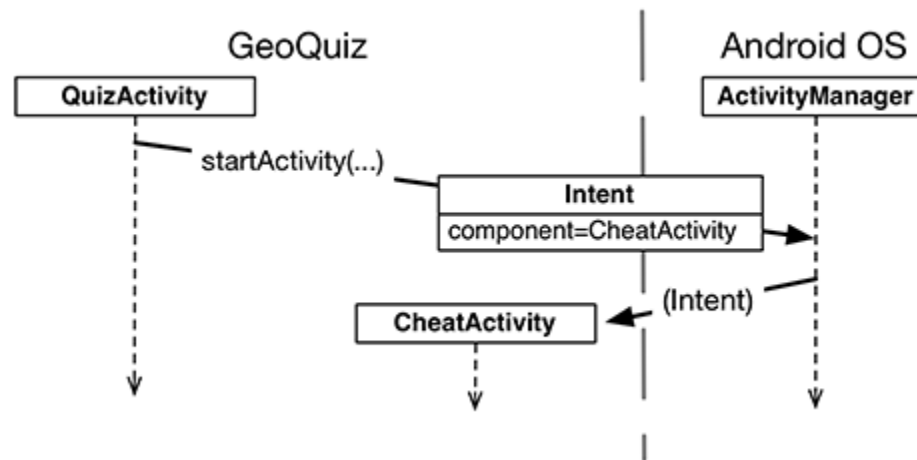 GeoQuiz
Android OS
QuizActivity
ActivityManager
startActivity(...)
Intent
component=CheatActivity
(Intent)
CheatActivity